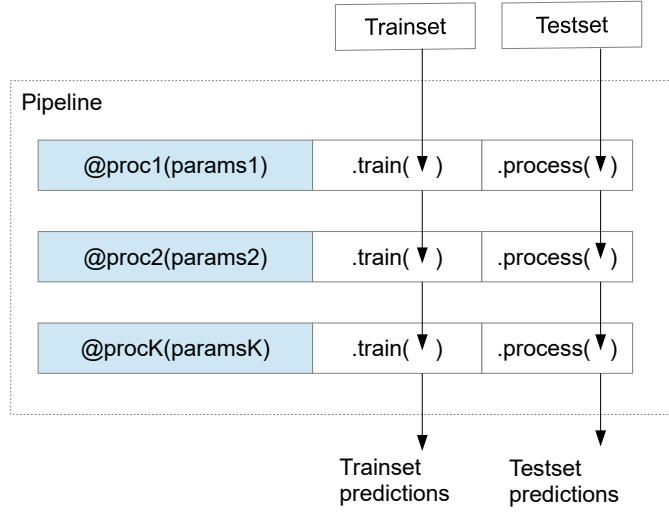 Trainset Testset
Pipeline
@proc1(params1) .train( ) .process( )
@proc2(params2) .train( ) .process( )
@procK(paramsK) .train( ) .process( )
Trainset Testset
predictions predictions